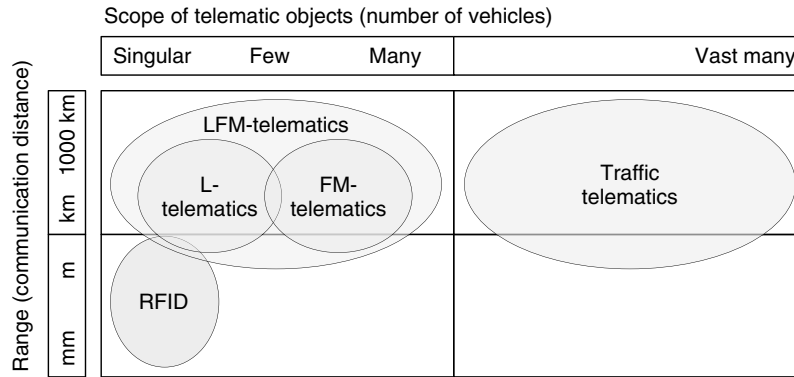 Scope of telematic objects (number of vehicles)
Singular Few Many Vast many
Range (communication distance)
1000 km
km
m
mm
LFM-telematics
L-
telematics
FM-
telematics
Traffic
telematics
RFID